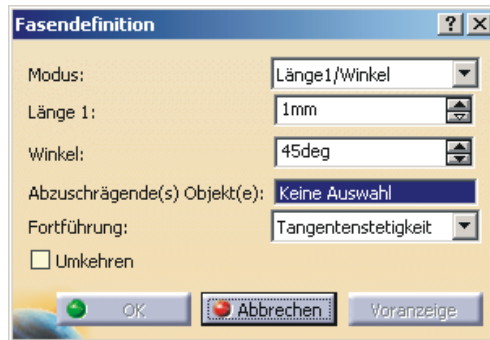 Fasendefinition
Modus: Länge1/Winkel
Länge 1: 1mm
Winkel: 45deg
Abzuschrägende(s) Objekt(e): Keine Auswahl
Fortführung: Tangentenstetigkeit
Umkehren
OK Abbrechen Voranzeige